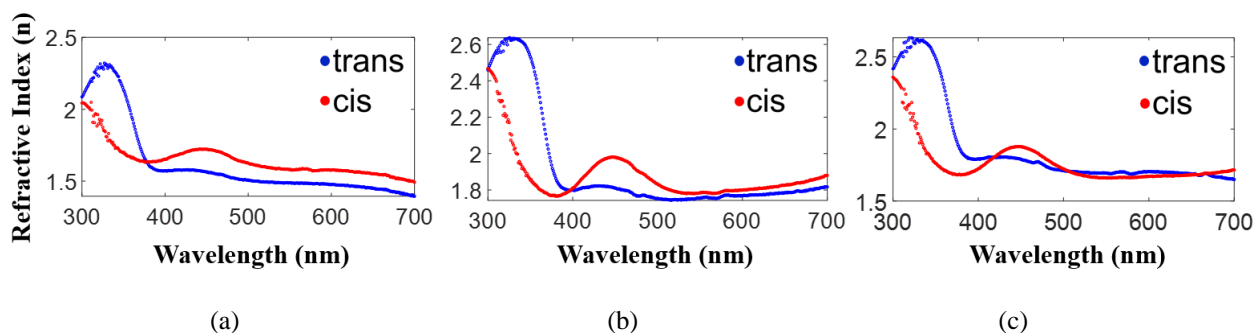 Refractive Index (n)
2.5
2
1.5
trans
cis
300 400 500 600 700
Wavelength (nm)
(a)
2.6
2.4
2.2
2
1.8
trans
cis
300 400 500 600 700
Wavelength (nm)
(b)
2.5
2
1.5
trans
cis
300 400 500 600 700
Wavelength (nm)
(c)